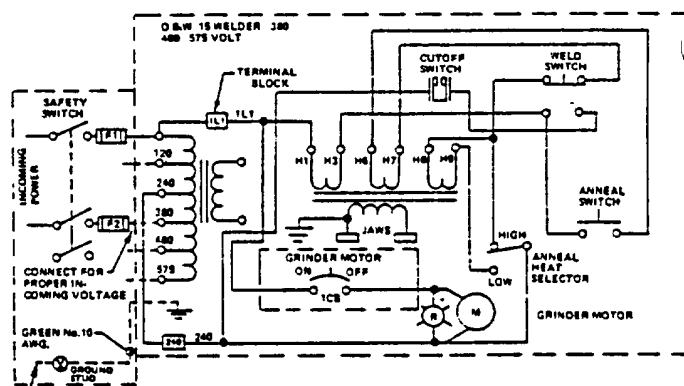 D B-W 15 WELDER 380
480 575 VOLT
CUTOFF
SWITCH
WELD
SWITCH
TERMINAL
BLOCK
SAFETY
SWITCH
1L1
1L1
F1
120
240
H1
H3
H6
H7
H8
H9
INCOMING
POWER
F2
380
ANNEAL
SWITCH
480
JAWS
HIGH
ANNEAL
HEAT
SELECTOR
LOW
GRINDER MOTOR
ON
OFF
1CB
575
CONNECT FOR
PROPER IN-
COMING VOLTAGE
R
M
GRINDER MOTOR
GREEN No.10
AWG.
240
240
GROUND
STUD